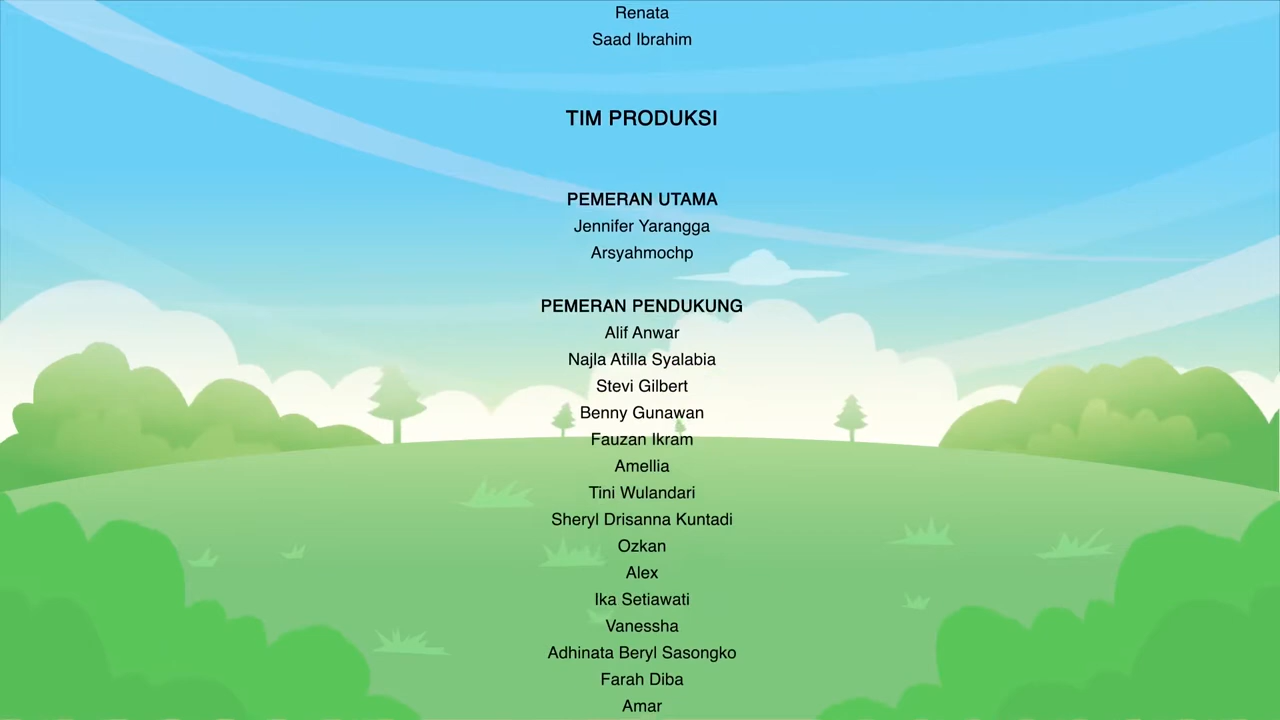 Renata
Saad Ibrahim
TIM PRODUKSI
PEMERAN UTAMA
Jennifer Yarangga
Arsyahmochp
PEMERAN PENDUKUNG
Alif Anwar
Najla Atilla Syalabia
Stevi Gilbert
Benny Gunawan
Fauzan Ikram
Amellia
Tini Wulandari
Sheryl Drisanna Kuntadi
Ozkan
Alex
Ika Setiawati
Vanessha
Adhinata Beryl Sasongko
Farah Diba
Amar